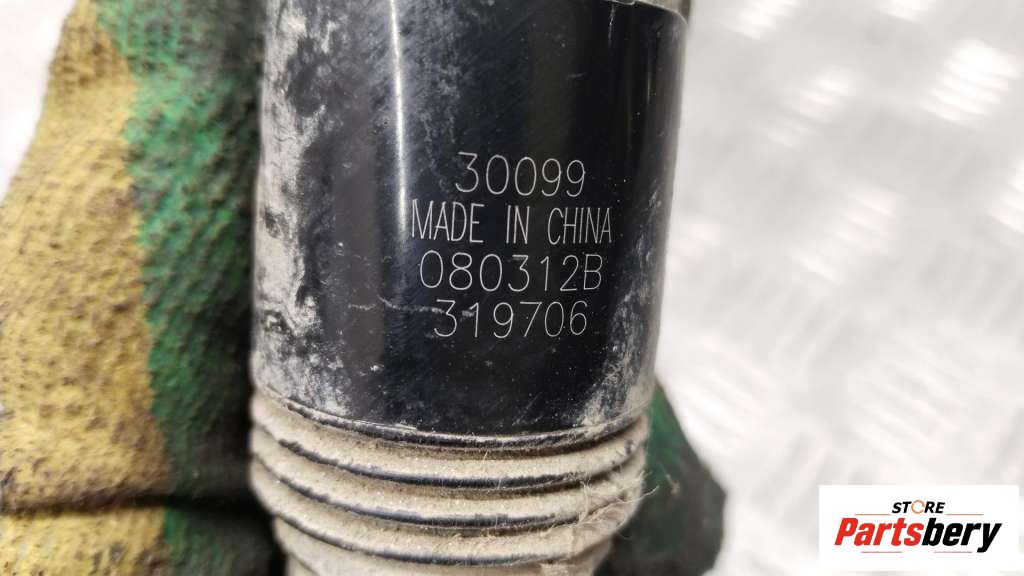 30099
MADE IN CHINA
080312B
319706
STORE
Partsbery